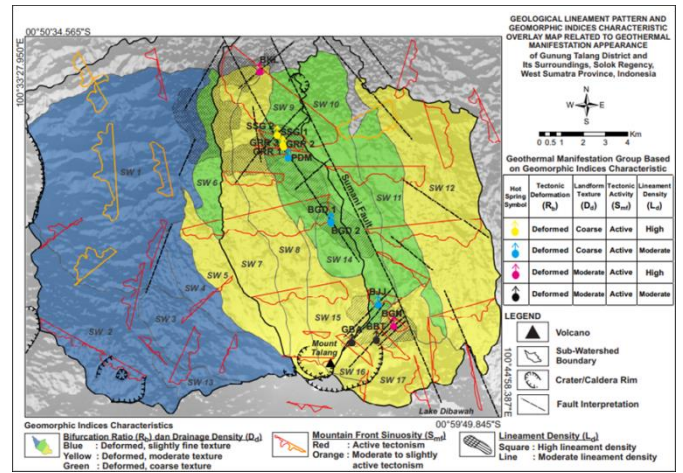 GEOLOGICAL LINEAMENT PATTERN AND
GEOMORPHIC INDICES CHARACTERISTIC
OVERLAY MAP RELATED TO GEOTHERMAL
MANIFESTATION APPEARANCE
of Gunung Talang District and
Its Surroundings, Solok Regency,
West Sumatra Province, Indonesia
N
W E
S
0 0.5 1 2 3 4
Km
Geothermal Manifestation Group Based
on Geomorphic Indices Characteristic
Hot Spring Symbol Tectonic Deformation (Rb) Landform Texture (Dd) Tectonic Activity (Smf) Lineament Density (Ld)
Deformed Coarse Active High
Deformed Coarse Active Moderate
Deformed Moderate Active High
Deformed Moderate Active Moderate
LEGEND
Volcano
Sub-Watershed
Boundary
Crater/Caldera Rim
Fault Interpretation
00°50'34.565"S
100°33'27.950"E
SW 9
SW 10
SSG 2
SSG 1
GRR 2
GRR 1
PDM
SW 1
SW 6
Sumani Fault
SW 11
SW 12
BGD 1
BGD 2
SW 8
SW 7
SW 14
SW 5
SW 4
SW 3
SW 2
BJJ
SW 15
BGN
GBA
BBT
Mount
Talang
SW 13
SW 16
SW 17
Lake Dibawah
100°44'58.387"E
00°59'49.845"S
Geomorphic Indices Characteristics
Bifurcation Ratio (Rb) dan Drainage Density (Dd)
Blue : Deformed, slightly fine texture
Yellow : Deformed, moderate texture
Green : Deformed, coarse texture
Mountain Front Sinuosity (Smf)
Red : Active tectonism
Orange : Moderate to slightly
active tectonism
Lineament Density (Ld)
Square : High lineament density
Line : Moderate lineament density